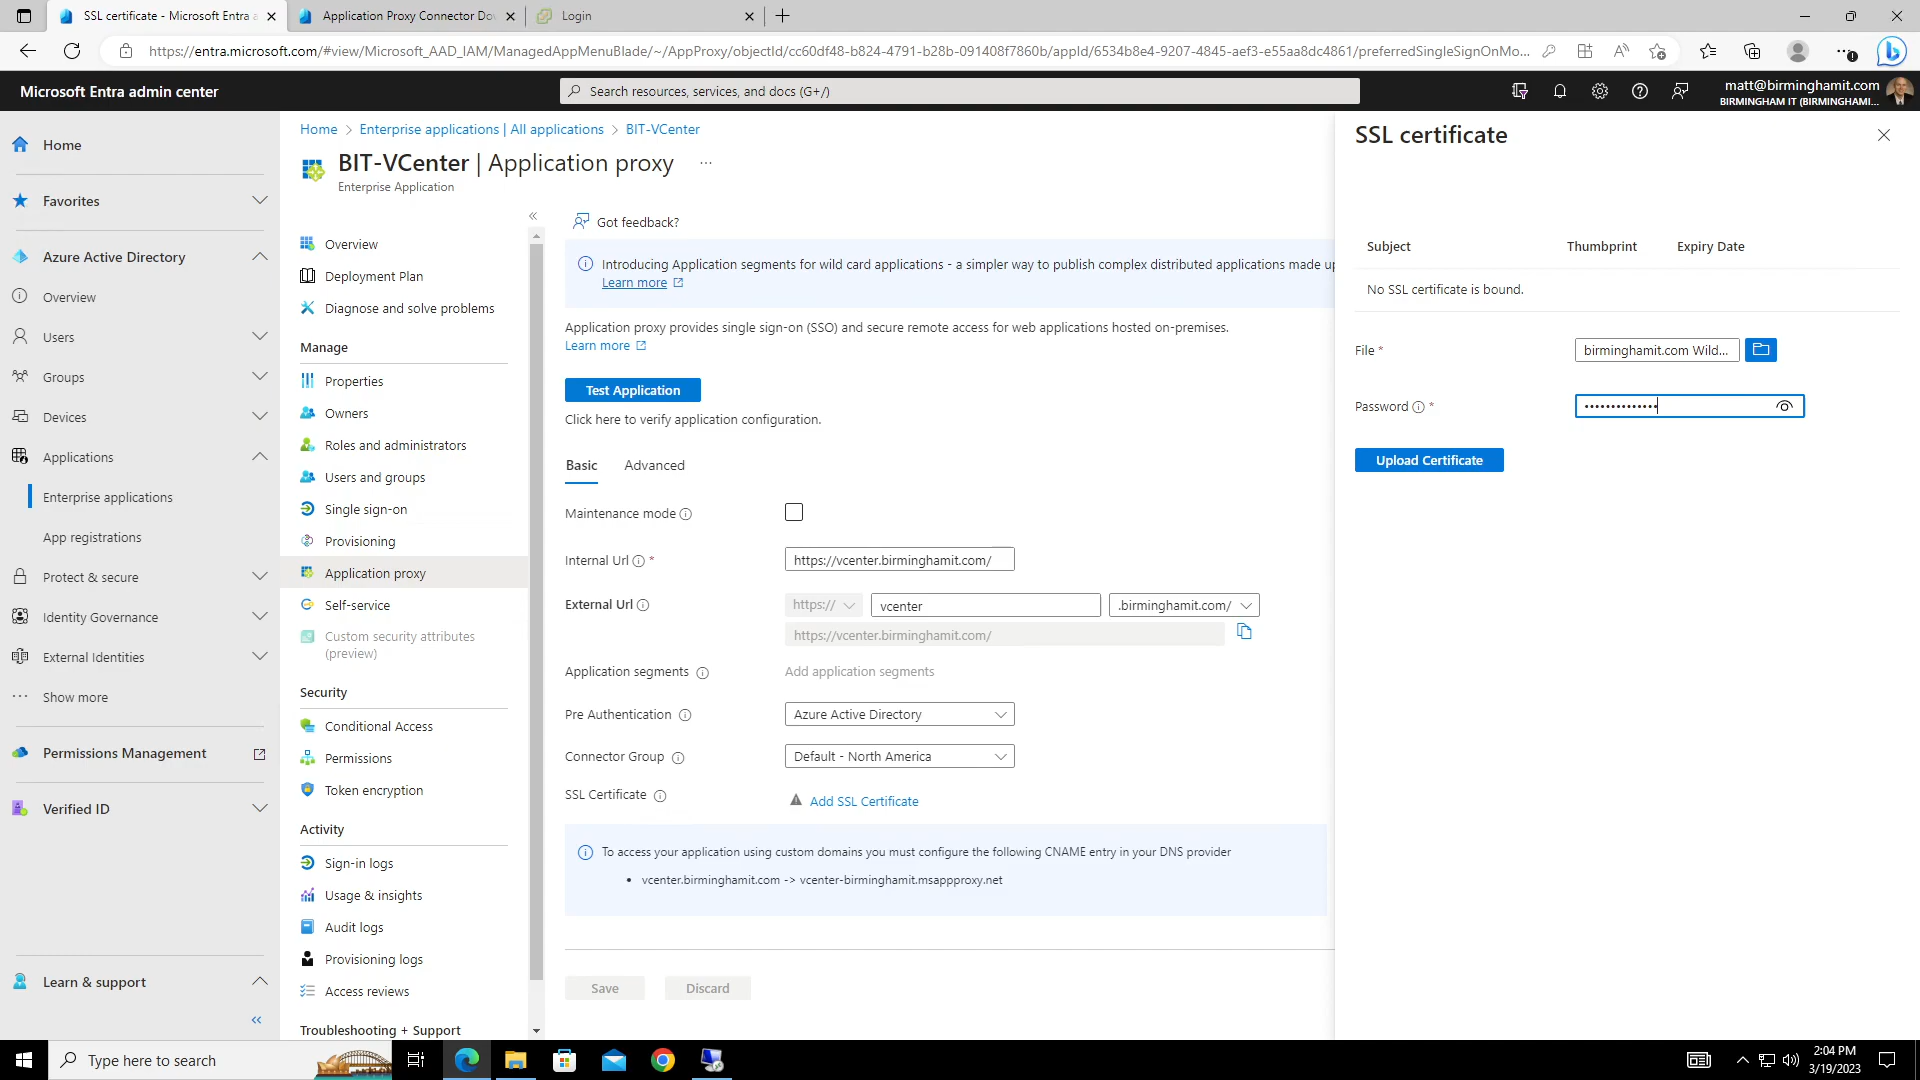 SSL certificate - Microsoft Entra a
Application Proxy Connector Do
Login
https://entra.microsoft.com/#view/Microsoft_AAD_IAM/ManagedAppMenuBlade/~/AppProxy/objectId/cc60df48-b824-4791-b28b-091408f7860b/appId/6534b8e4-9207-4845-aef3-e55aa8dc4861/preferredSingleSignOnMo...
Microsoft Entra admin center
Search resources, services, and docs (G+/)
matt@birminghamit.com
BIRMINGHAM IT (BIRMINGHAMI...
Home
Favorites
Azure Active Directory
Overview
Users
Groups
Devices
Applications
Enterprise applications
App registrations
Protect & secure
Identity Governance
External Identities
Show more
Permissions Management
Verified ID
Learn & support
Home > Enterprise applications | All applications > BIT-VCenter
BIT-VCenter | Application proxy ...
Enterprise Application
Overview
Deployment Plan
Diagnose and solve problems
Manage
Properties
Owners
Roles and administrators
Users and groups
Single sign-on
Provisioning
Application proxy
Self-service
Custom security attributes
(preview)
Security
Conditional Access
Permissions
Token encryption
Activity
Sign-in logs
Usage & insights
Audit logs
Provisioning logs
Access reviews
Troubleshooting + Support
Got feedback?
Introducing Application segments for wild card applications - a simpler way to publish complex distributed applications made up
Learn more
Application proxy provides single sign-on (SSO) and secure remote access for web applications hosted on-premises.
Learn more
Test Application
Click here to verify application configuration.
Basic
Advanced
Maintenance mode
Internal Url *
https://vcenter.birminghamit.com/
External Url
https://
vcenter
.birminghamit.com/
https://vcenter.birminghamit.com/
Application segments
Add application segments
Pre Authentication
Azure Active Directory
Connector Group
Default - North America
SSL Certificate
Add SSL Certificate
To access your application using custom domains you must configure the following CNAME entry in your DNS provider
• vcenter.birminghamit.com -> vcenter-birminghamit.msappproxy.net
Save
Discard
SSL certificate
Subject
Thumbprint
Expiry Date
No SSL certificate is bound.
File *
birminghamit.com Wild...
Password *
••••••••••••••
Upload Certificate
Type here to search
2:04 PM
3/19/2023